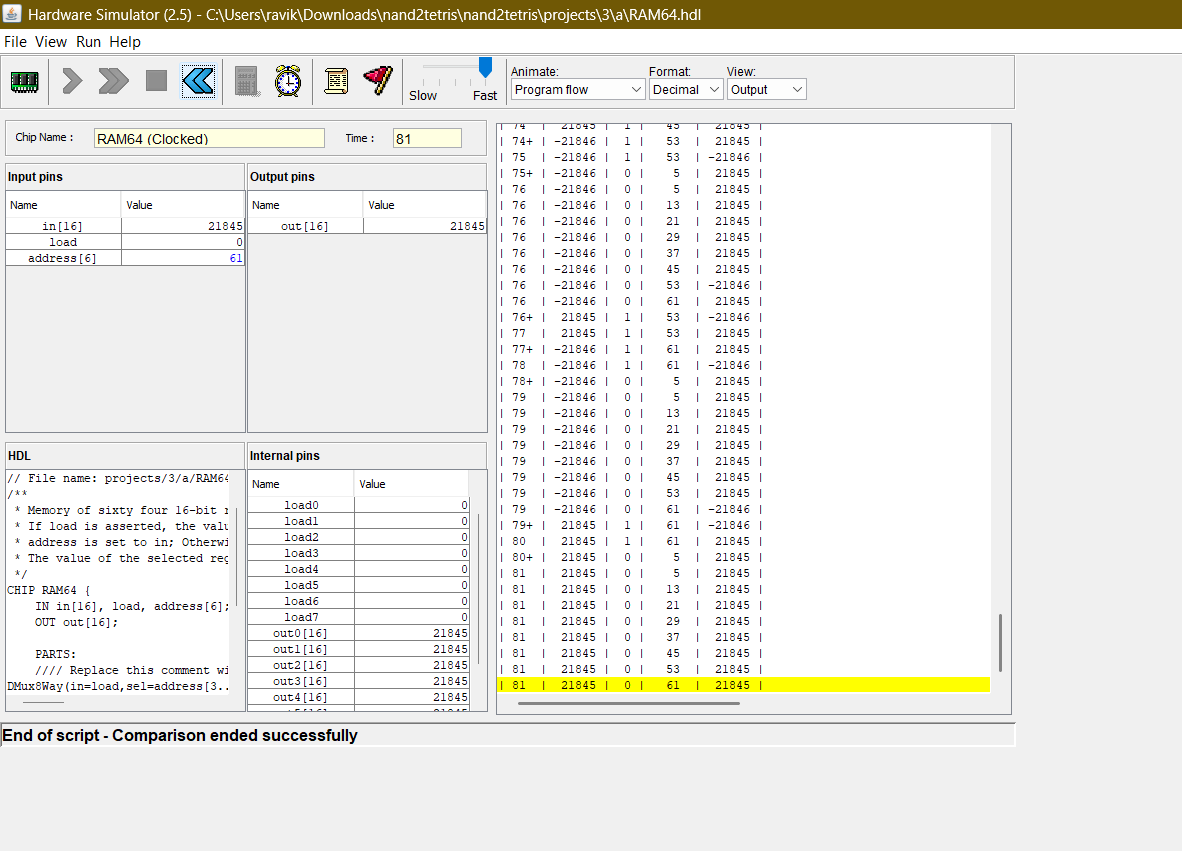 Hardware Simulator (2.5) - C:\Users\ravik\Downloads\nand2tetris\nand2tetris\projects\3\a\RAM64.hdl
File View Run Help
Slow Fast
Animate: Format: View:
Program flow Decimal Output
Chip Name : RAM64 (Clocked) Time : 81
Input pins
Name Value
in[16] 21845
load 0
address[6] 61
Output pins
Name Value
out[16] 21845
HDL
// File name: projects/3/a/RAM64
/**
* Memory of sixty four 16-bit r
* If load is asserted, the valu
* address is set to in; Otherwi
* The value of the selected reg
*/
CHIP RAM64 {
IN in[16], load, address[6];
OUT out[16];
PARTS:
//// Replace this comment wi
DMux8Way(in=load,sel=address[3..
Internal pins
Name Value
load0 0
load1 0
load2 0
load3 0
load4 0
load5 0
load6 0
load7 0
out0[16] 21845
out1[16] 21845
out2[16] 21845
out3[16] 21845
out4[16] 21845
out5[16] 21845
| 74 | 21845 | 1 | 45 | 21845 |
| 74+ | -21846 | 1 | 53 | 21845 |
| 75 | -21846 | 1 | 53 | -21846 |
| 75+ | -21846 | 0 | 5 | 21845 |
| 76 | -21846 | 0 | 5 | 21845 |
| 76 | -21846 | 0 | 13 | 21845 |
| 76 | -21846 | 0 | 21 | 21845 |
| 76 | -21846 | 0 | 29 | 21845 |
| 76 | -21846 | 0 | 37 | 21845 |
| 76 | -21846 | 0 | 45 | 21845 |
| 76 | -21846 | 0 | 53 | -21846 |
| 76 | -21846 | 0 | 61 | 21845 |
| 76+ | 21845 | 1 | 53 | -21846 |
| 77 | 21845 | 1 | 53 | 21845 |
| 77+ | -21846 | 1 | 61 | 21845 |
| 78 | -21846 | 1 | 61 | -21846 |
| 78+ | -21846 | 0 | 5 | 21845 |
| 79 | -21846 | 0 | 5 | 21845 |
| 79 | -21846 | 0 | 13 | 21845 |
| 79 | -21846 | 0 | 21 | 21845 |
| 79 | -21846 | 0 | 29 | 21845 |
| 79 | -21846 | 0 | 37 | 21845 |
| 79 | -21846 | 0 | 45 | 21845 |
| 79 | -21846 | 0 | 53 | 21845 |
| 79 | -21846 | 0 | 61 | -21846 |
| 79+ | 21845 | 1 | 61 | -21846 |
| 80 | 21845 | 1 | 61 | 21845 |
| 80+ | 21845 | 0 | 5 | 21845 |
| 81 | 21845 | 0 | 5 | 21845 |
| 81 | 21845 | 0 | 13 | 21845 |
| 81 | 21845 | 0 | 21 | 21845 |
| 81 | 21845 | 0 | 29 | 21845 |
| 81 | 21845 | 0 | 37 | 21845 |
| 81 | 21845 | 0 | 45 | 21845 |
| 81 | 21845 | 0 | 53 | 21845 |
| 81 | 21845 | 0 | 61 | 21845 |
End of script - Comparison ended successfully